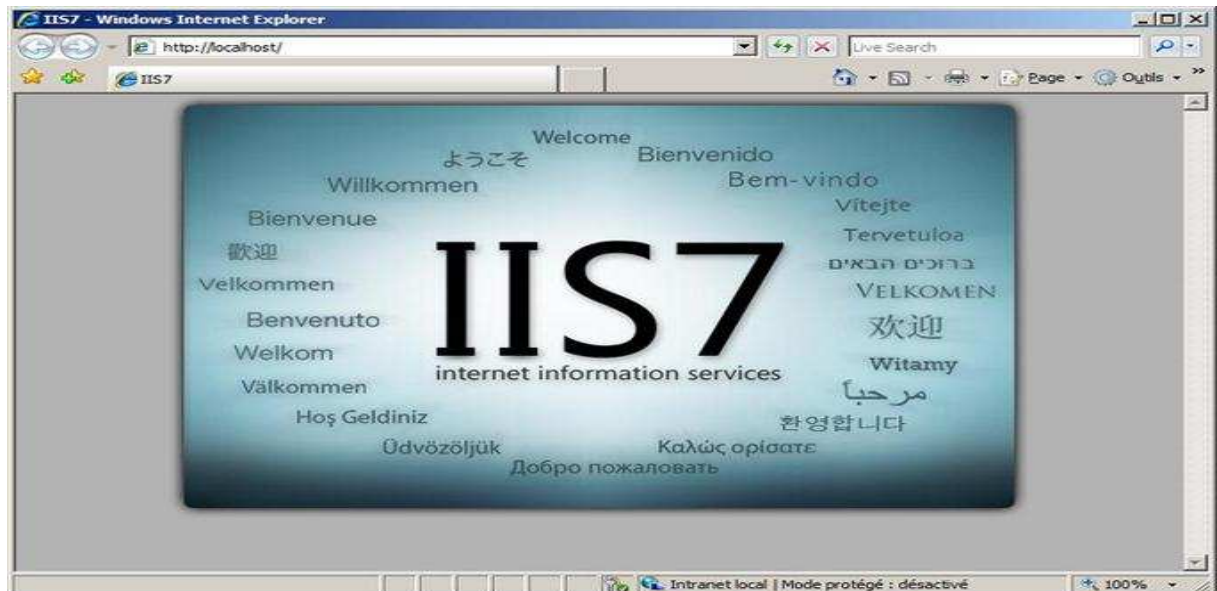 IIS7 - Windows Internet Explorer
http://localhost/
Live Search
IIS7
Page
Outils
Welcome
ようこそ
Bienvenido
Willkommen
Bem-vindo
Bienvenue
Vítejte
歡迎
Tervetuloa
ברוכים הבאים
Velkommen
VELKOMEN
Benvenuto
欢迎
Welkom
Witamy
IIS7
internet information services
Välkommen
مرحباً
Hoş Geldiniz
환영합니다
Üdvözöljük
Καλώς ορίσατε
Добро пожаловать
Intranet local | Mode protégé : désactivé
100%